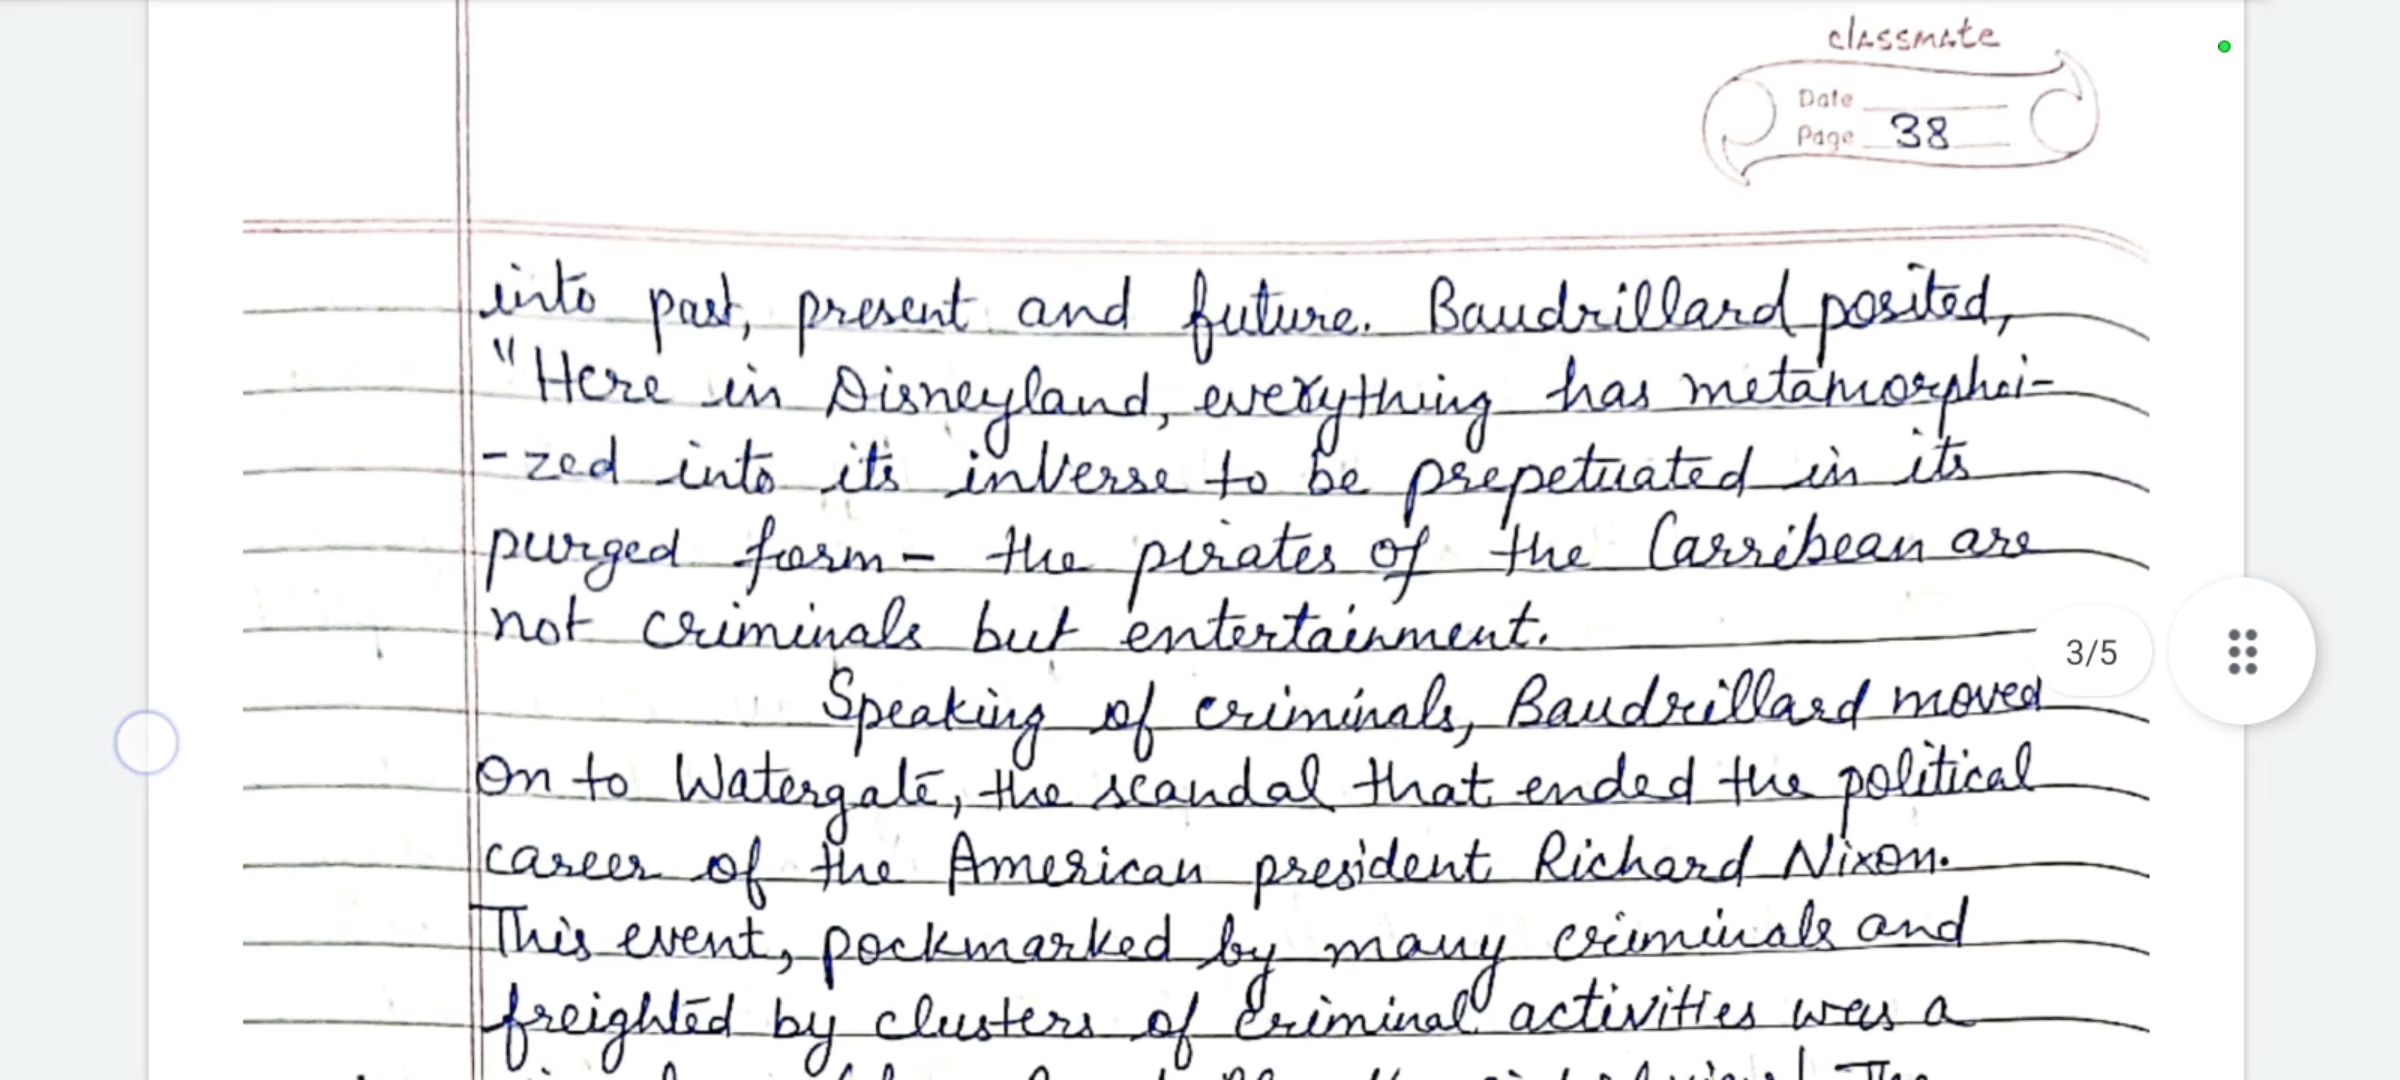 classmate
Date
Page 38
into past, present and future. Baudrillard posited,
"Here in Disneyland, everything has metamorphoi-
-zed into its inverse to be prepetuated in its
purged form- the pirates of the Carribean are
not criminals but entertainment.
3/5
Speaking of criminals, Baudrillard moved
on to Watergate, the scandal that ended the political
career of the American president Richard Nixon.
This event, pockmarked by many criminals and
freighted by clusters of criminal activities was a